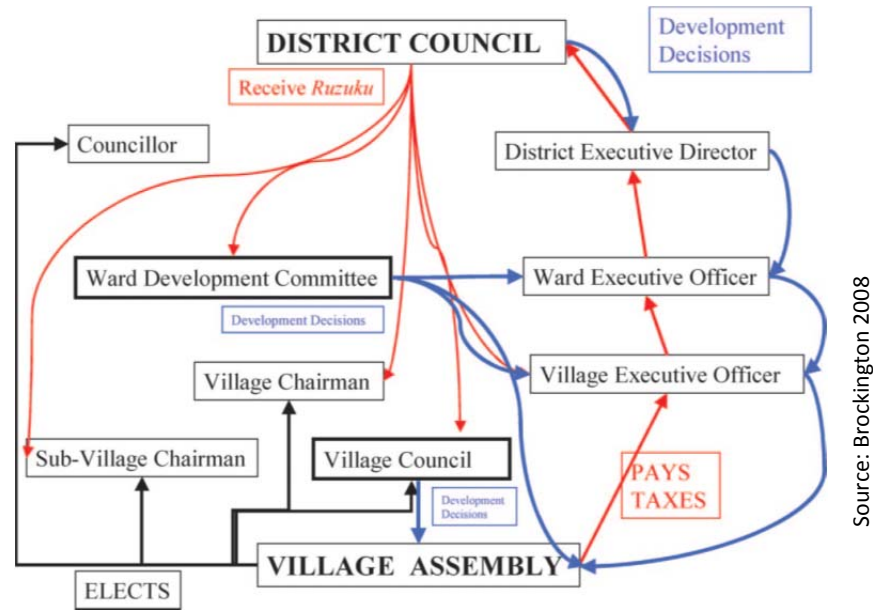 DISTRICT COUNCIL
Development
Decisions
Receive Ruzuku
Councillor
District Executive Director
Ward Development Committee
Ward Executive Officer
Development Decisions
Village Chairman
Village Executive Officer
Sub-Village Chairman
Village Council
PAYS
TAXES
Development
Decisions
VILLAGE ASSEMBLY
ELECTS
Source: Brockington 2008